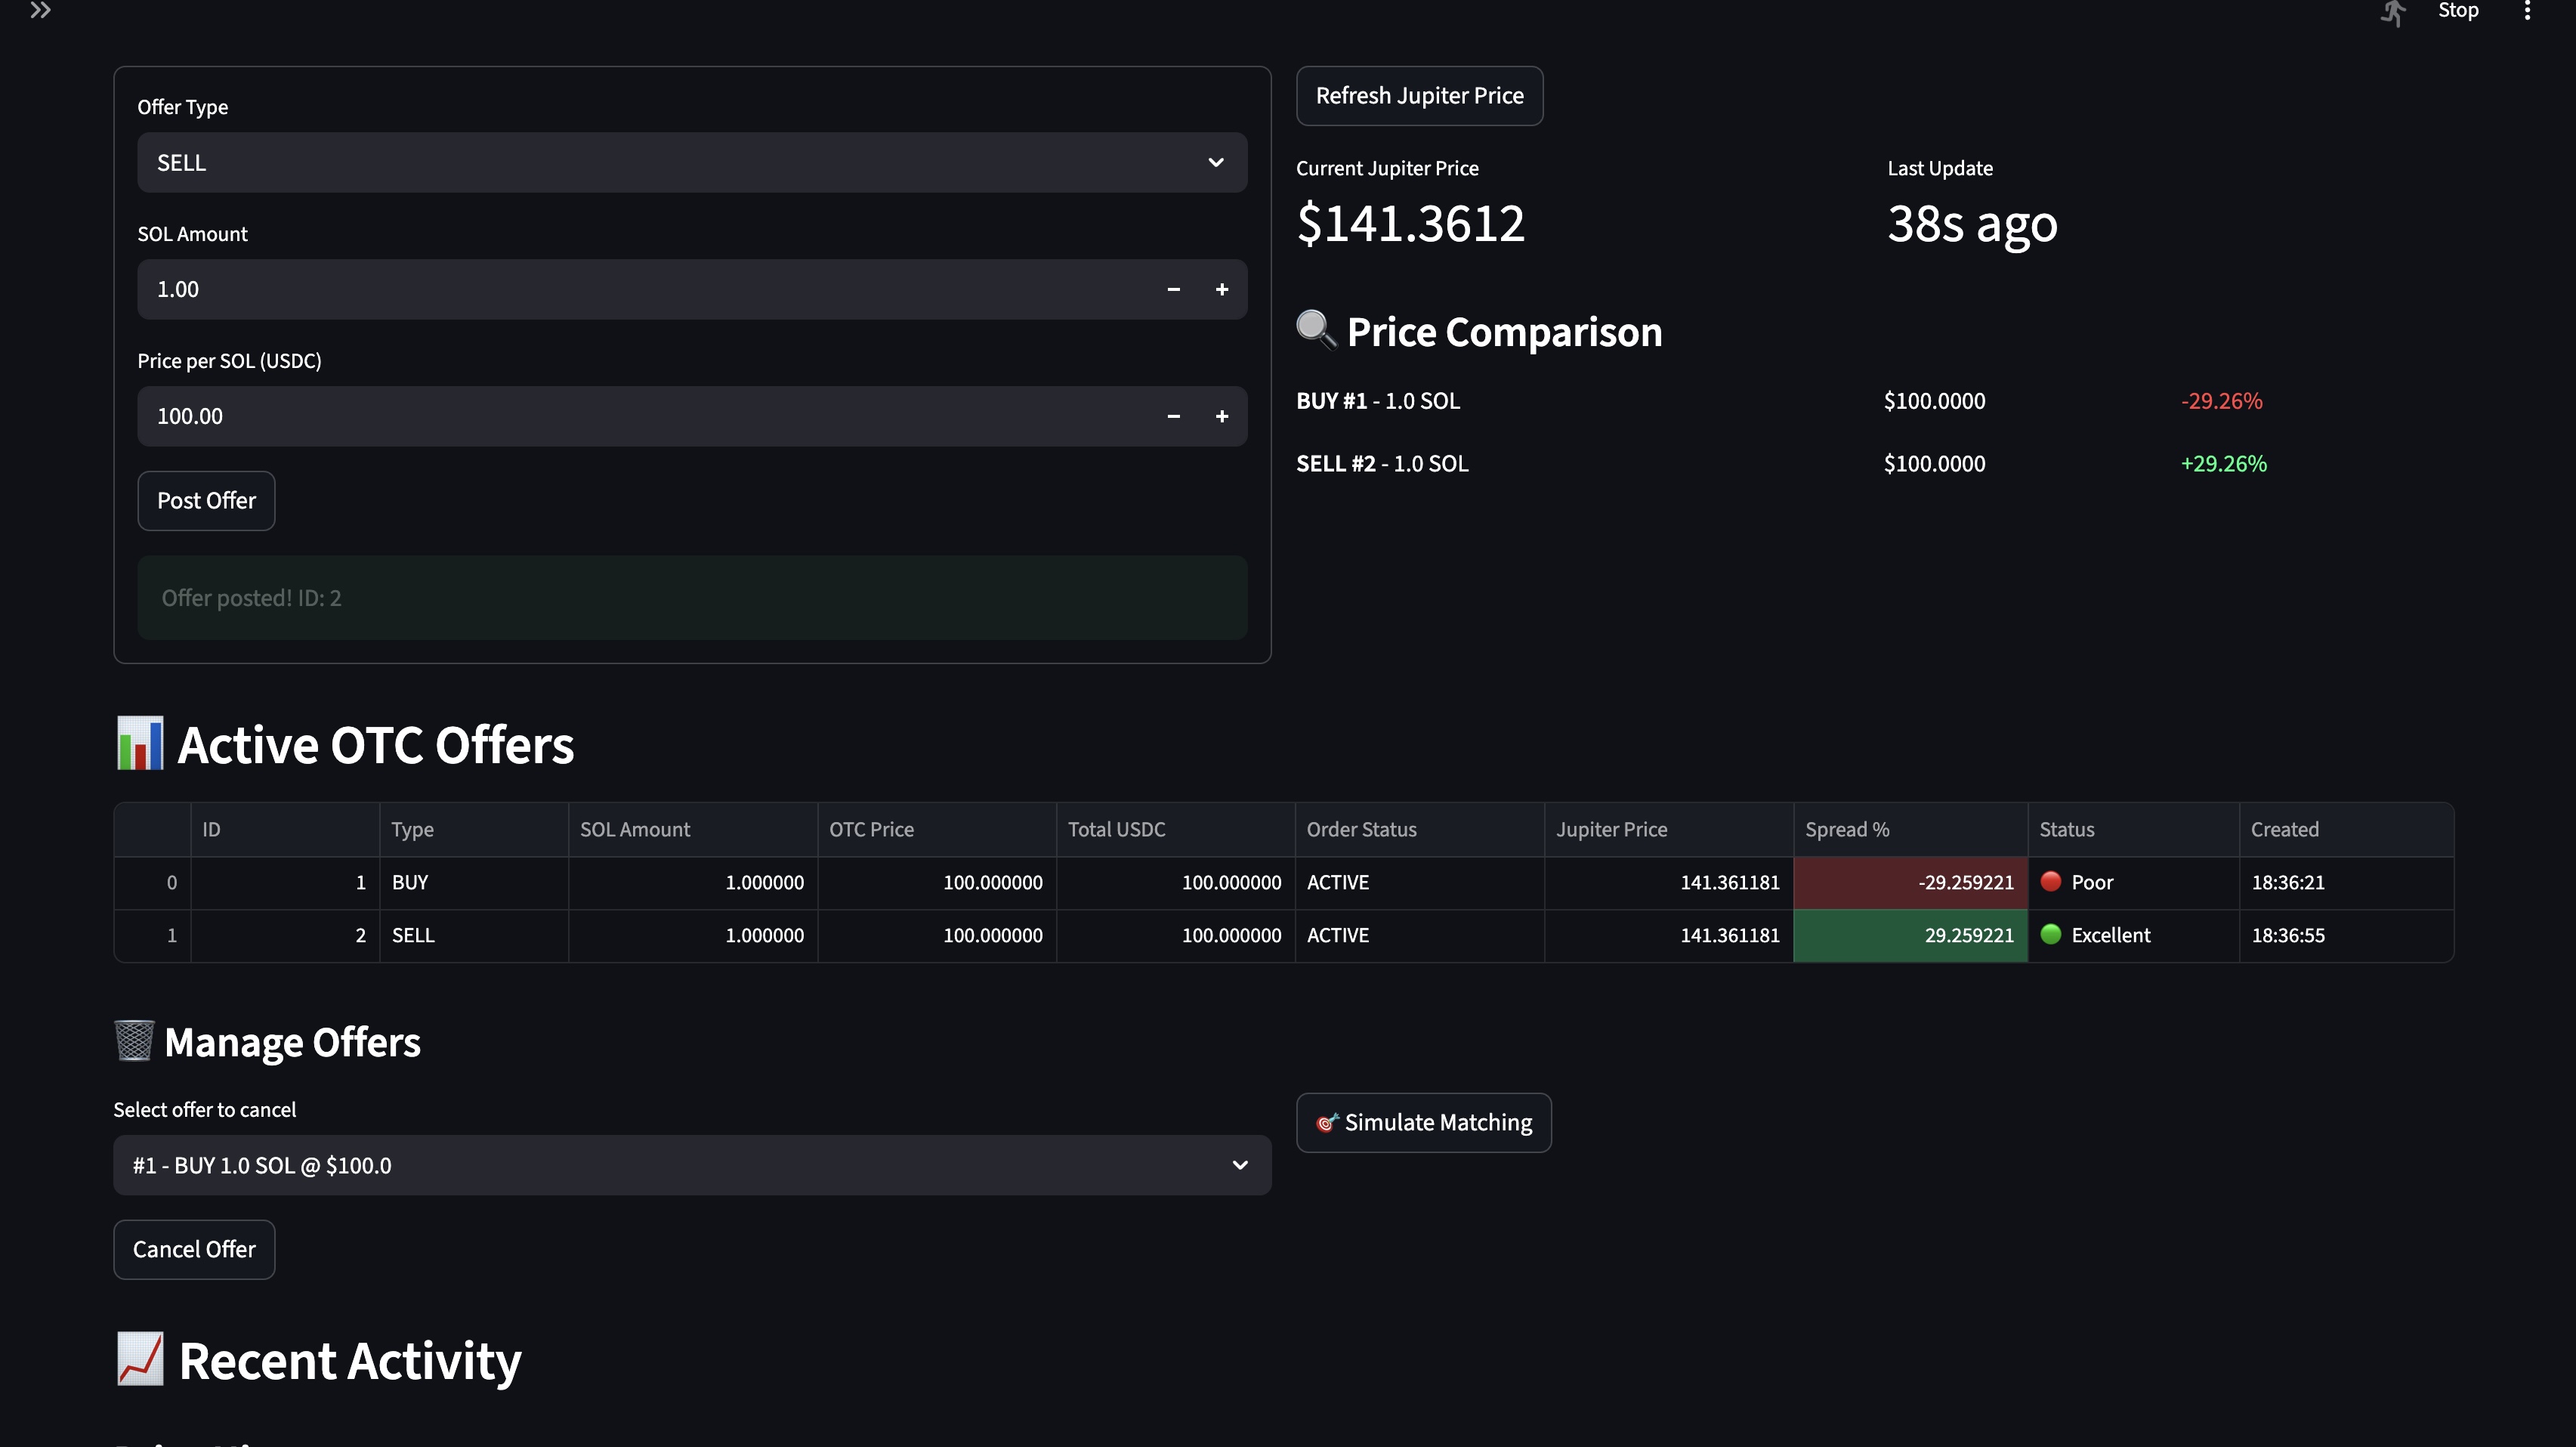 Stop
Offer Type
SELL
SOL Amount
1.00
Price per SOL (USDC)
100.00
Post Offer
Offer posted! ID: 2
Refresh Jupiter Price
Current Jupiter Price Last Update
$141.3612 38s ago
Price Comparison
BUY #1 - 1.0 SOL $100.0000 -29.26%
SELL #2 - 1.0 SOL $100.0000 +29.26%
Active OTC Offers
ID Type SOL Amount OTC Price Total USDC Order Status Jupiter Price Spread % Status Created
0 1 BUY 1.000000 100.000000 100.000000 ACTIVE 141.361181 -29.259221 Poor 18:36:21
1 2 SELL 1.000000 100.000000 100.000000 ACTIVE 141.361181 29.259221 Excellent 18:36:55
Manage Offers
Select offer to cancel
#1 - BUY 1.0 SOL @ $100.0
Cancel Offer
Simulate Matching
Recent Activity